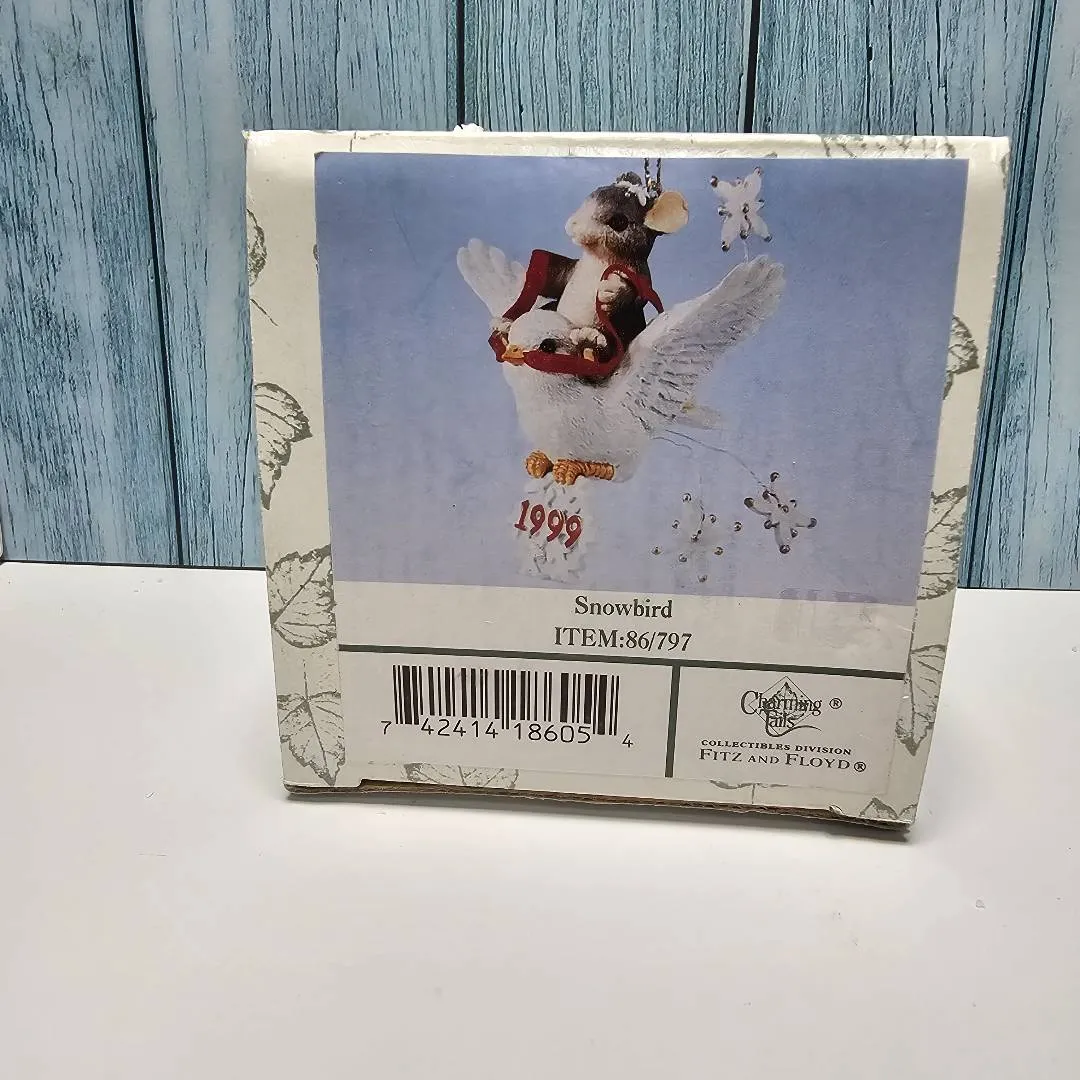 1999
Snowbird
ITEM:86/797
7 42414 18605 4
Charming ®
Tails
COLLECTIBLES DIVISION
FITZ AND FLOYD®